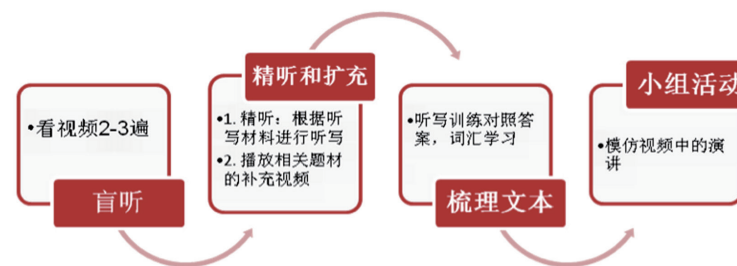 •看视频2-3遍
盲听
精听和扩充
•1. 精听：根据听
写材料进行听写
•2. 播放相关题材
的补充视频
•听写训练对照答
案，词汇学习
梳理文本
小组活动
•模仿视频中的演
讲